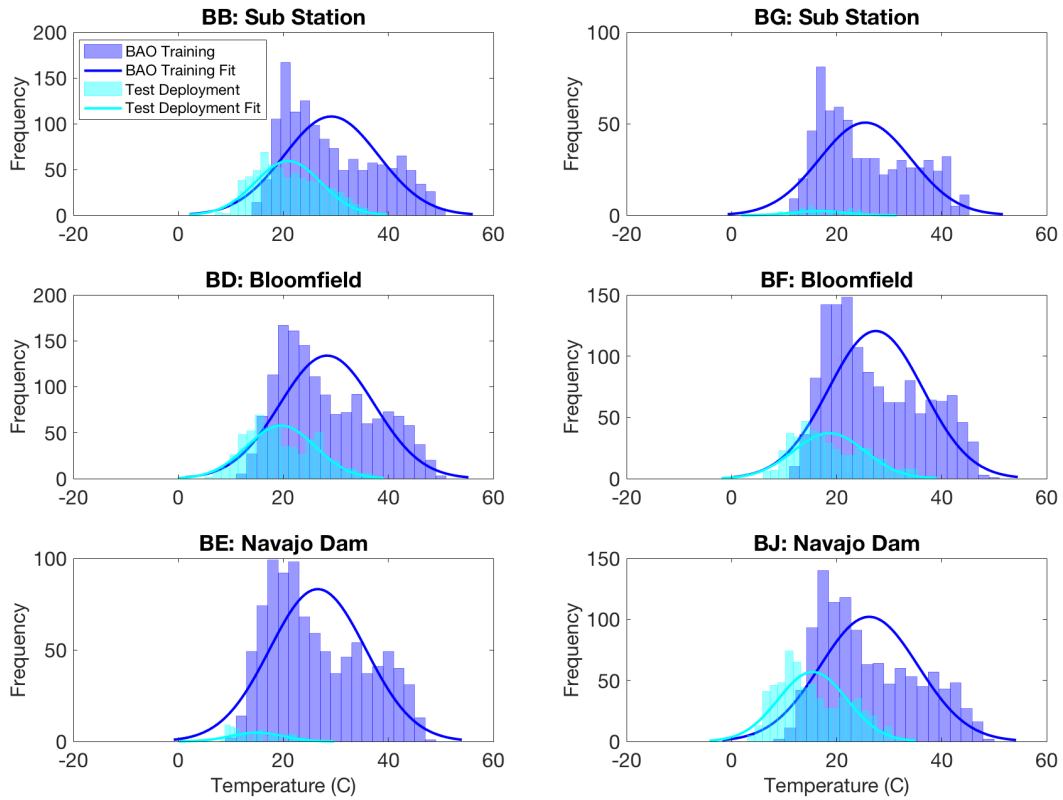 BB: Sub Station
BG: Sub Station
200
150
100
50
0
Frequency
BAO Training
BAO Training Fit
Test Deployment
Test Deployment Fit
-20 0 20 40 60
100
50
0
Frequency
-20 0 20 40 60
BD: Bloomfield
BF: Bloomfield
200
150
100
50
0
Frequency
-20 0 20 40 60
150
100
50
0
Frequency
-20 0 20 40 60
BE: Navajo Dam
BJ: Navajo Dam
100
50
0
Frequency
-20 0 20 40 60
Temperature (C)
150
100
50
0
Frequency
-20 0 20 40 60
Temperature (C)